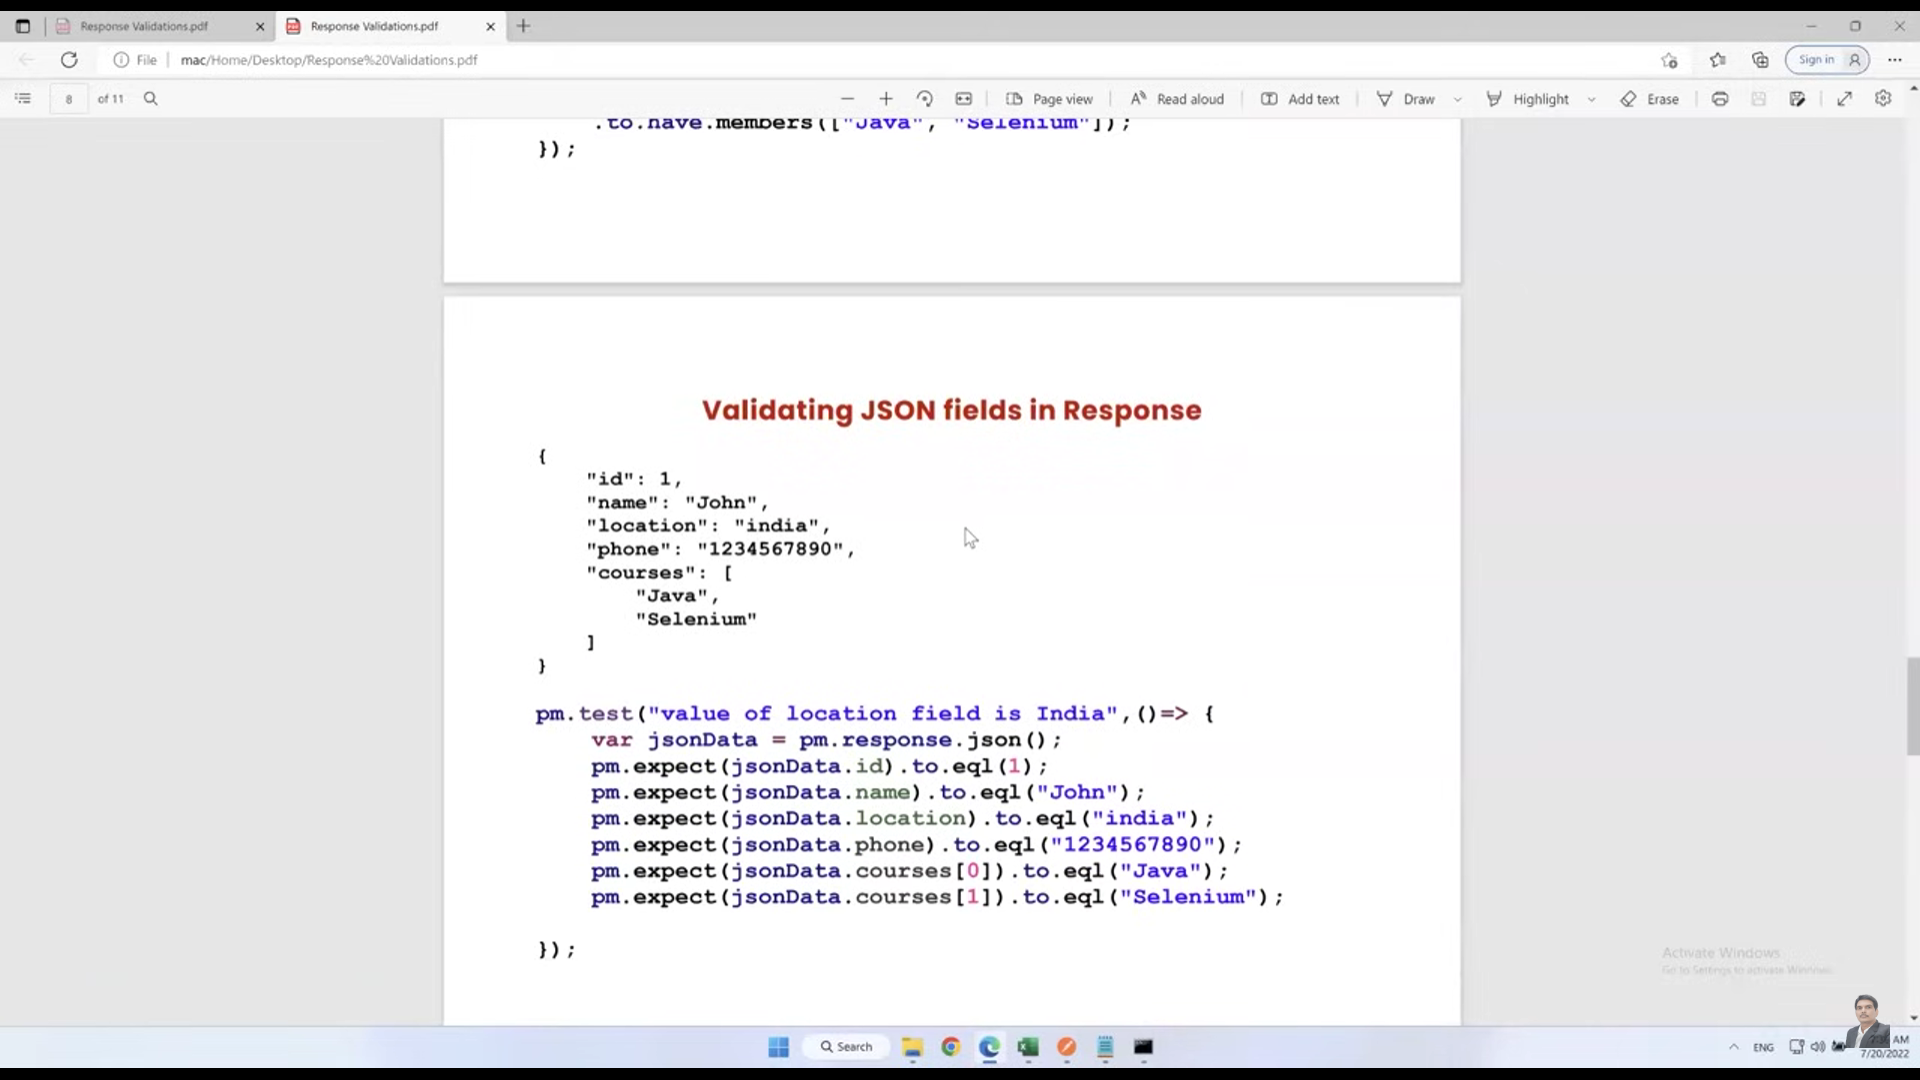 Response Validations.pdf
Response Validations.pdf
File
mac/Home/Desktop/Response%20Validations.pdf
Sign in
8 of 11
Page view
Read aloud
Add text
Draw
Highlight
Erase
.to.have.members(["Java", "Selenium"]);
});
Validating JSON fields in Response
{
"id": 1,
"name": "John",
"location": "india",
"phone": "1234567890",
"courses": [
"Java",
"Selenium"
]
}
pm.test("value of location field is India",()=> {
var jsonData = pm.response.json();
pm.expect(jsonData.id).to.eql(1);
pm.expect(jsonData.name).to.eql("John");
pm.expect(jsonData.location).to.eql("india");
pm.expect(jsonData.phone).to.eql("1234567890");
pm.expect(jsonData.courses[0]).to.eql("Java");
pm.expect(jsonData.courses[1]).to.eql("Selenium");
});
Activate Windows
Go to Settings to activate Windows.
Search
ENG
AM
7/20/2022